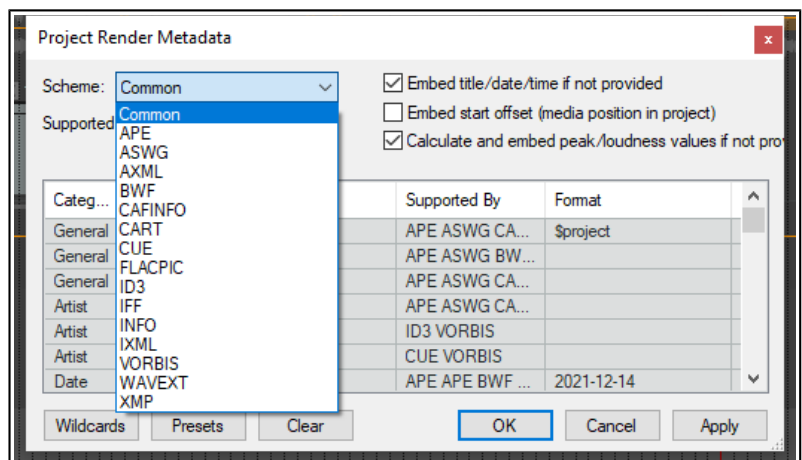 Project Render Metadata
x
Scheme: Common
Embed title/date/time if not provided
Embed start offset (media position in project)
Supported
Calculate and embed peak/loudness values if not prov
Common
APE
ASWG
AXML
BWF
CAFINFO
CART
CUE
FLACPIC
ID3
IFF
INFO
IXML
VORBIS
WAVEXT
XMP
Categ... Supported By Format
General APE ASWG CA... $project
General APE ASWG BW...
General APE ASWG CA...
Artist APE ASWG CA...
Artist ID3 VORBIS
Artist CUE VORBIS
Date APE APE BWF ... 2021-12-14
Wildcards Presets Clear OK Cancel Apply